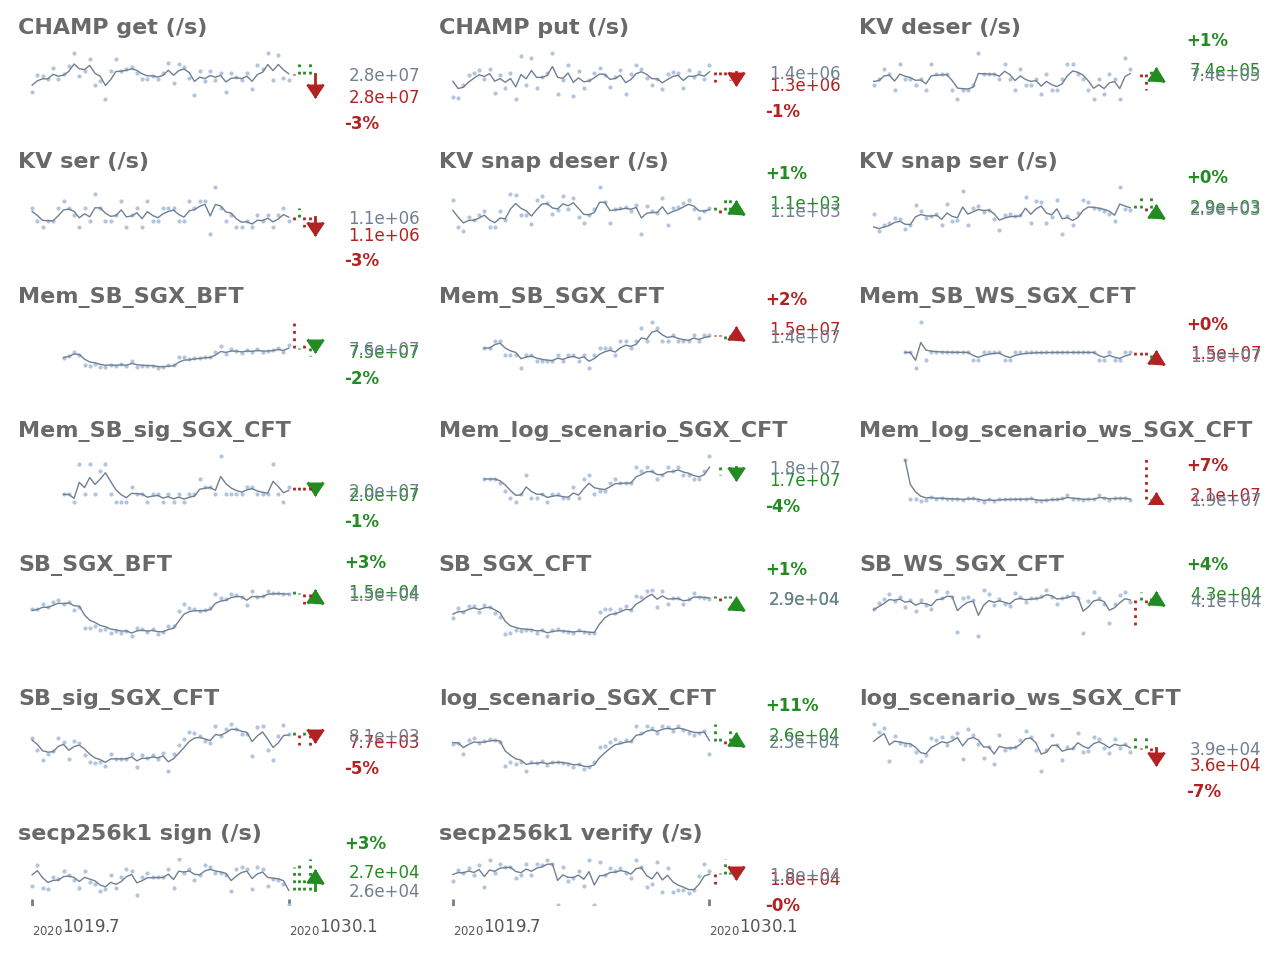 CHAMP get (/s)
2.8e+07
2.8e+07
-3%
CHAMP put (/s)
1.4e+06
1.3e+06
-1%
KV deser (/s)
+1%
7.4e+05
7.4e+05
KV ser (/s)
1.1e+06
1.1e+06
-3%
KV snap deser (/s)
+1%
1.1e+03
1.1e+03
KV snap ser (/s)
+0%
2.9e+03
2.9e+03
Mem_SB_SGX_BFT
7.6e+07
7.5e+07
-2%
Mem_SB_SGX_CFT
+2%
1.5e+07
1.4e+07
Mem_SB_WS_SGX_CFT
+0%
1.5e+07
1.5e+07
Mem_SB_sig_SGX_CFT
2.0e+07
2.0e+07
-1%
Mem_log_scenario_SGX_CFT
1.8e+07
1.7e+07
-4%
Mem_log_scenario_ws_SGX_CFT
+7%
2.1e+07
1.9e+07
SB_SGX_BFT
+3%
1.5e+04
1.5e+04
SB_SGX_CFT
+1%
2.9e+04
SB_WS_SGX_CFT
+4%
4.3e+04
4.1e+04
SB_sig_SGX_CFT
8.1e+03
7.7e+03
-5%
log_scenario_SGX_CFT
+11%
2.6e+04
2.3e+04
log_scenario_ws_SGX_CFT
3.9e+04
3.6e+04
-7%
secp256k1 sign (/s)
+3%
2.7e+04
2.6e+04
20201019.7
20201030.1
secp256k1 verify (/s)
1.8e+04
1.8e+04
-0%
20201019.7
20201030.1